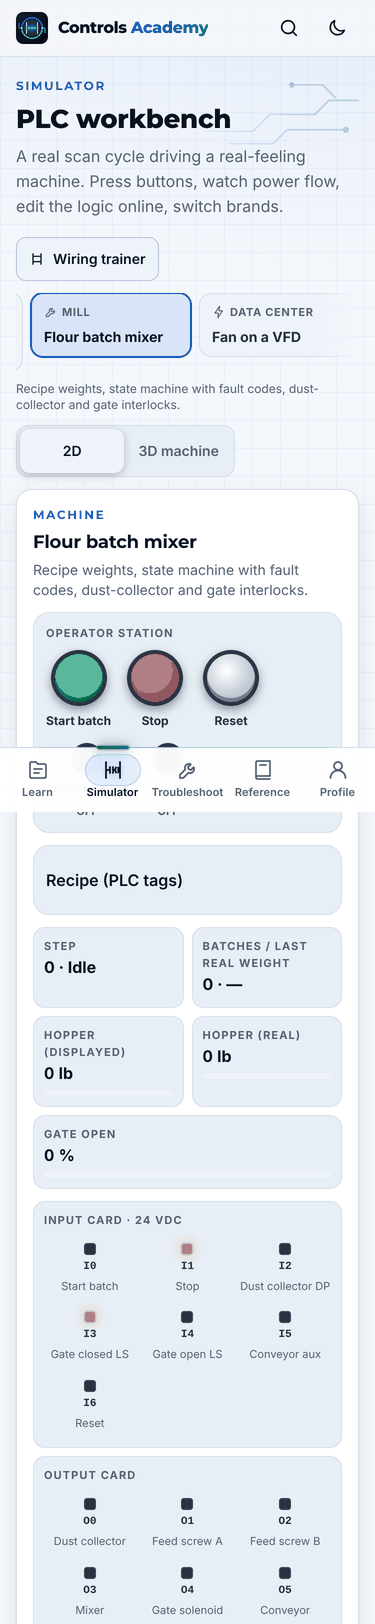 Controls Academy
SIMULATOR
PLC workbench
A real scan cycle driving a real-feeling
machine. Press buttons, watch power flow,
edit the logic online, switch brands.
Wiring trainer
MILL
Flour batch mixer
DATA CENTER
Fan on a VFD
Recipe weights, state machine with fault codes, dust-
collector and gate interlocks.
2D
3D machine
MACHINE
Flour batch mixer
Recipe weights, state machine with fault
codes, dust-collector and gate interlocks.
OPERATOR STATION
Start batch
Stop
Reset
Learn
Simulator
Troubleshoot
Reference
Profile
Recipe (PLC tags)
STEP
0 · Idle
BATCHES / LAST
REAL WEIGHT
0 · —
HOPPER
(DISPLAYED)
0 lb
HOPPER (REAL)
0 lb
GATE OPEN
0 %
INPUT CARD · 24 VDC
I0
Start batch
I1
Stop
I2
Dust collector DP
I3
Gate closed LS
I4
Gate open LS
I5
Conveyor aux
I6
Reset
OUTPUT CARD
O0
Dust collector
O1
Feed screw A
O2
Feed screw B
O3
Mixer
O4
Gate solenoid
O5
Conveyor